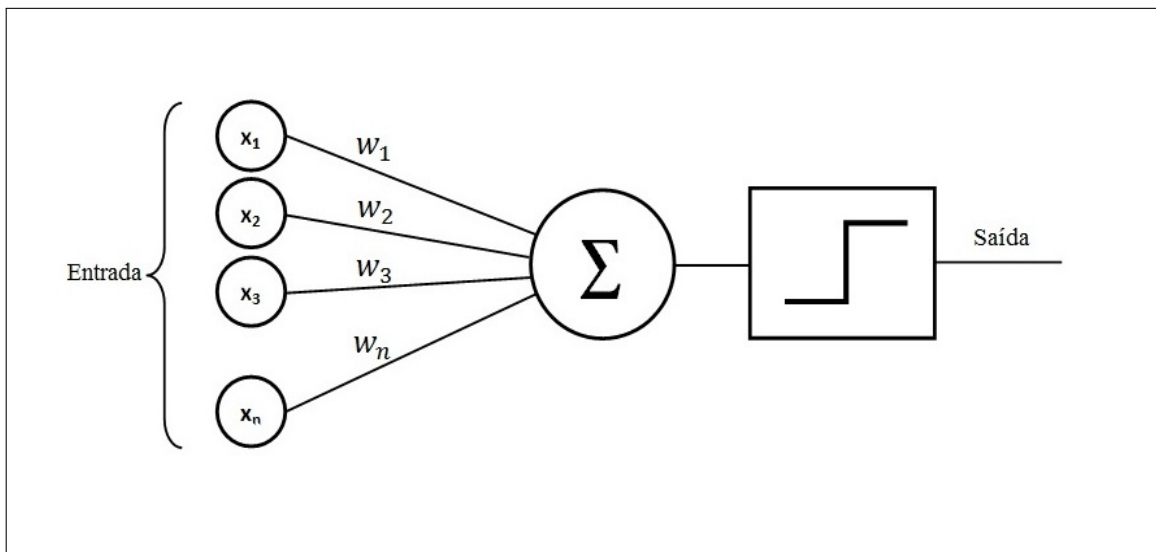 Entrada
x₁
x₂
x₃
xₙ
w₁
w₂
w₃
wₙ
Σ
Saída